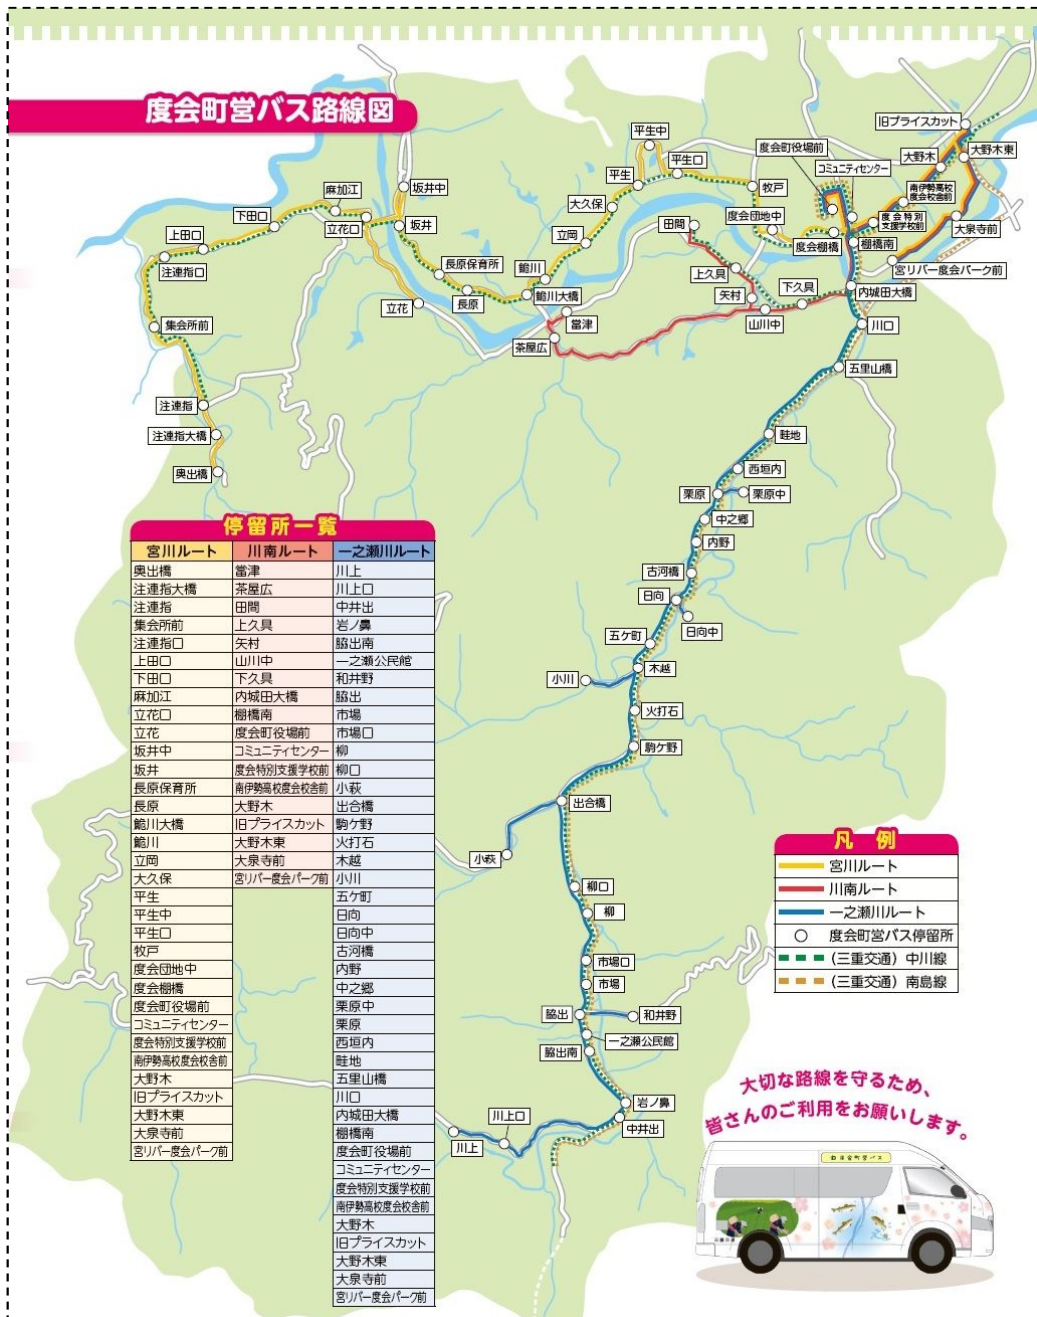 度会町営バス路線図
旧プライスカット
大野木東
平生中
度会町役場前
コミュニティセンター
大野木
平生口
平生
牧戸
南伊勢高校
度会校舎前
坂井中
麻加江
大久保
度会団地中
度会特別
支援学校前
大泉寺前
下田口
立花口
坂井
田間
度会棚橋
棚橋南
上田口
立岡
宮リバー度会パーク前
注連指口
長原保育所
鮠川
上久具
下久具
内城田大橋
長原
鮠川大橋
矢村
立花
當津
山川中
川口
集会所前
茶屋広
五里山橋
注連指
注連指大橋
畦地
奥出橋
西垣内
栗原
栗原中
中之郷
内野
古河橋
日向
日向中
五ケ町
木越
小川
火打石
駒ケ野
出合橋
小萩
柳口
柳
市場口
市場
脇出
和井野
一之瀬公民館
脇出南
岩ノ鼻
川上口
中井出
川上
停留所一覧
宮川ルート 川南ルート 一之瀬川ルート
奥出橋 當津 川上
注連指大橋 茶屋広 川上口
注連指 田間 中井出
集会所前 上久具 岩ノ鼻
注連指口 矢村 脇出南
上田口 山川中 一之瀬公民館
下田口 下久具 和井野
麻加江 内城田大橋 脇出
立花口 棚橋南 市場
立花 度会町役場前 市場口
坂井中 コミュニティセンター 柳
坂井 度会特別支援学校前 柳口
長原保育所 南伊勢高校度会校舎前 小萩
長原 大野木 出合橋
鮠川大橋 旧プライスカット 駒ケ野
鮠川 大野木東 火打石
立岡 大泉寺前 木越
大久保 宮リバー度会パーク前 小川
平生 五ケ町
平生中 日向
平生口 日向中
牧戸 古河橋
度会団地中 内野
度会棚橋 中之郷
度会町役場前 栗原中
コミュニティセンター 栗原
度会特別支援学校前 西垣内
南伊勢高校度会校舎前 畦地
大野木 五里山橋
旧プライスカット 川口
大野木東 内城田大橋
大泉寺前 棚橋南
宮リバー度会パーク前 度会町役場前
コミュニティセンター
度会特別支援学校前
南伊勢高校度会校舎前
大野木
旧プライスカット
大野木東
大泉寺前
宮リバー度会パーク前
凡例
宮川ルート
川南ルート
一之瀬川ルート
度会町営バス停留所
(三重交通) 中川線
(三重交通) 南島線
大切な路線を守るため、
皆さんのご利用をお願いします。